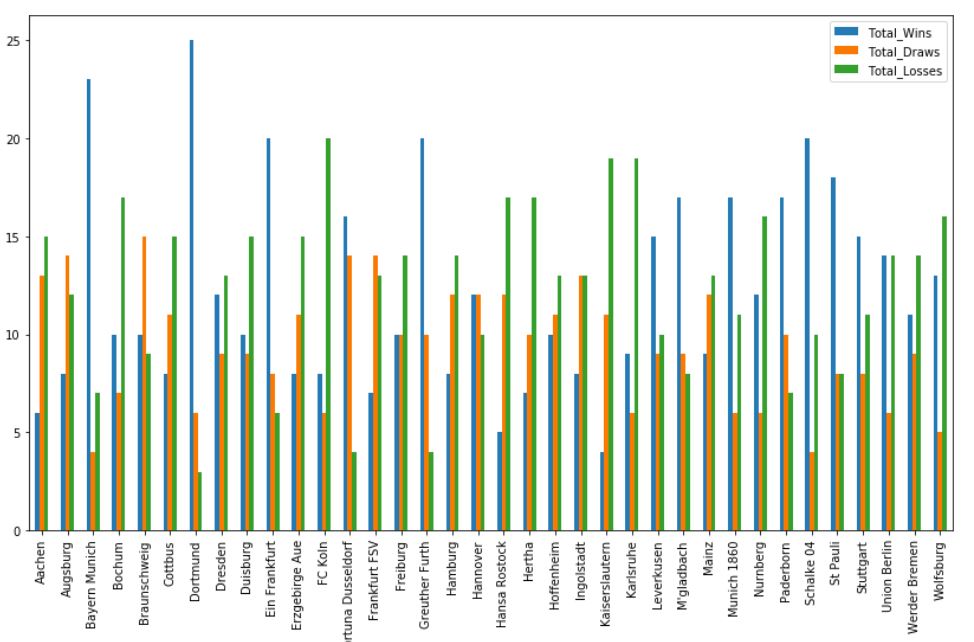 25
20
15
10
5
0
Total_Wins
Total_Draws
Total_Losses
Aachen
Augsburg
Bayern Munich
Bochum
Braunschweig
Cottbus
Dortmund
Dresden
Duisburg
Ein Frankfurt
Erzgebirge Aue
FC Koln
ortuna Dusseldorf
Frankfurt FSV
Freiburg
Greuther Furth
Hamburg
Hannover
Hansa Rostock
Hertha
Hoffenheim
Ingolstadt
Kaiserslautern
Karlsruhe
Leverkusen
M'gladbach
Mainz
Munich 1860
Nurnberg
Paderborn
Schalke 04
St Pauli
Stuttgart
Union Berlin
Werder Bremen
Wolfsburg